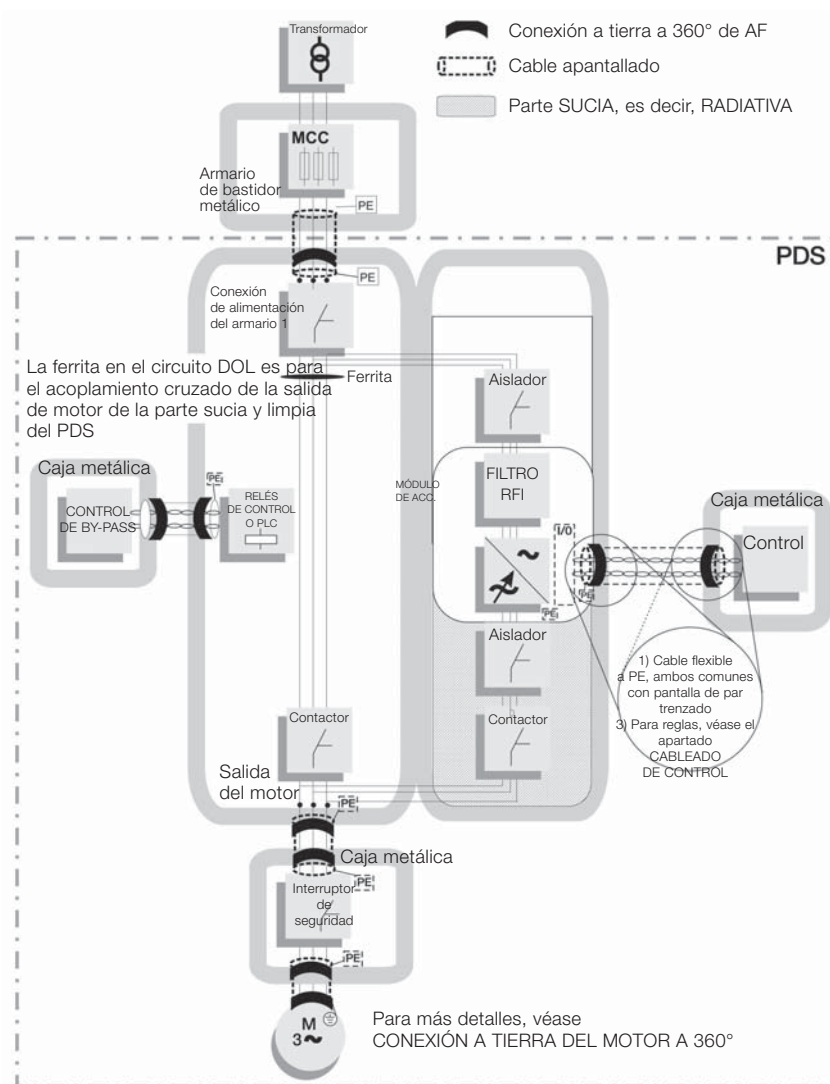 Transformador
Conexión a tierra a 360° de AF
Cable apantallado
Parte SUCIA, es decir, RADIATIVA
MCC
Armario
de bastidor
metálico
PE
PDS
PE
Conexión
de alimentación
del armario 1
La ferrita en el circuito DOL es para
el acoplamiento cruzado de la salida
de motor de la parte sucia y limpia
del PDS
Ferrita
Aislador
Caja metálica
CONTROL
DE BY-PASS
PE
RELÉS
DE CONTROL
O PLC
MÓDULO
DE ACC.
FILTRO
RFI
I/0
PE
PE
Caja metálica
Control
Aislador
1) Cable flexible
a PE, ambos comunes
con pantalla de par
trenzado
3) Para reglas, véase el
apartado
CABLEADO
DE CONTROL
Contactor
Contactor
Salida
del motor
PE
Caja metálica
PE
Interruptor
de
seguridad
PE
M
3~
Para más detalles, véase
CONEXIÓN A TIERRA DEL MOTOR A 360°